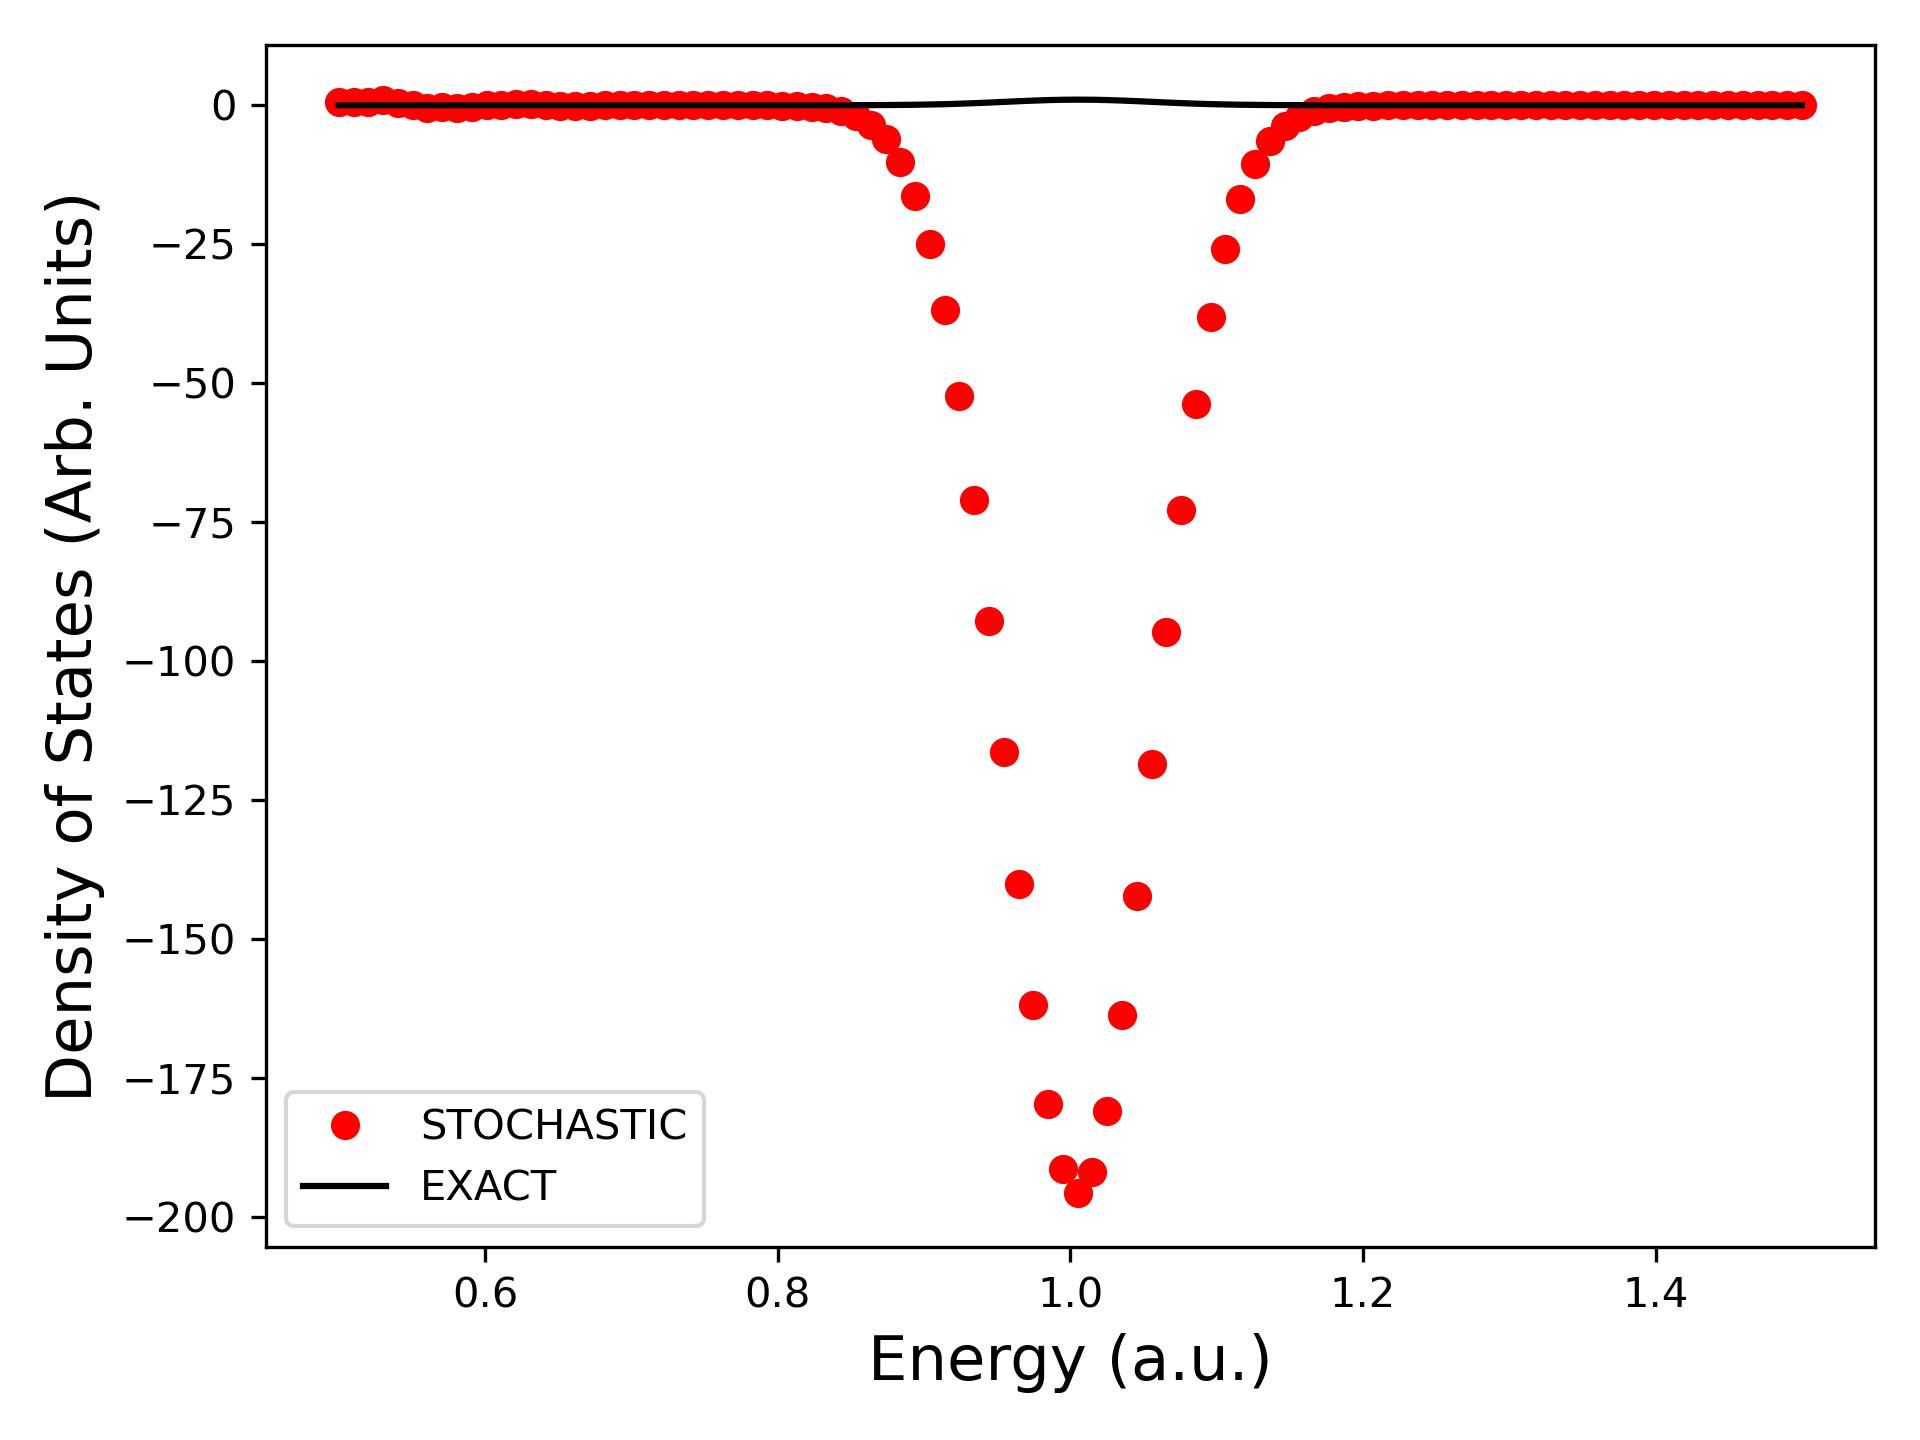 Density of States (Arb. Units)
0
−25
−50
−75
−100
−125
−150
−175
−200
STOCHASTIC
EXACT
0.6 0.8 1.0 1.2 1.4
Energy (a.u.)